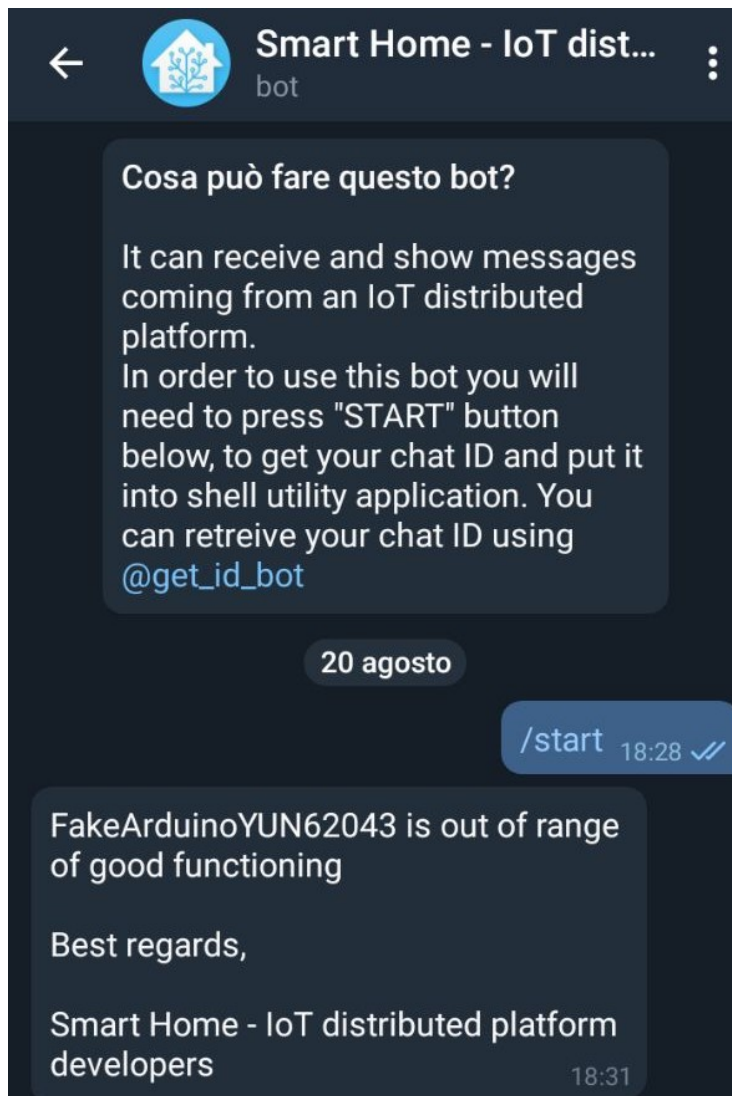 Smart Home - IoT dist...
bot
Cosa può fare questo bot?
It can receive and show messages
coming from an IoT distributed
platform.
In order to use this bot you will
need to press "START" button
below, to get your chat ID and put it
into shell utility application. You
can retreive your chat ID using
@get_id_bot
20 agosto
/start 18:28
FakeArduinoYUN62043 is out of range
of good functioning
Best regards,
Smart Home - IoT distributed platform
developers
18:31